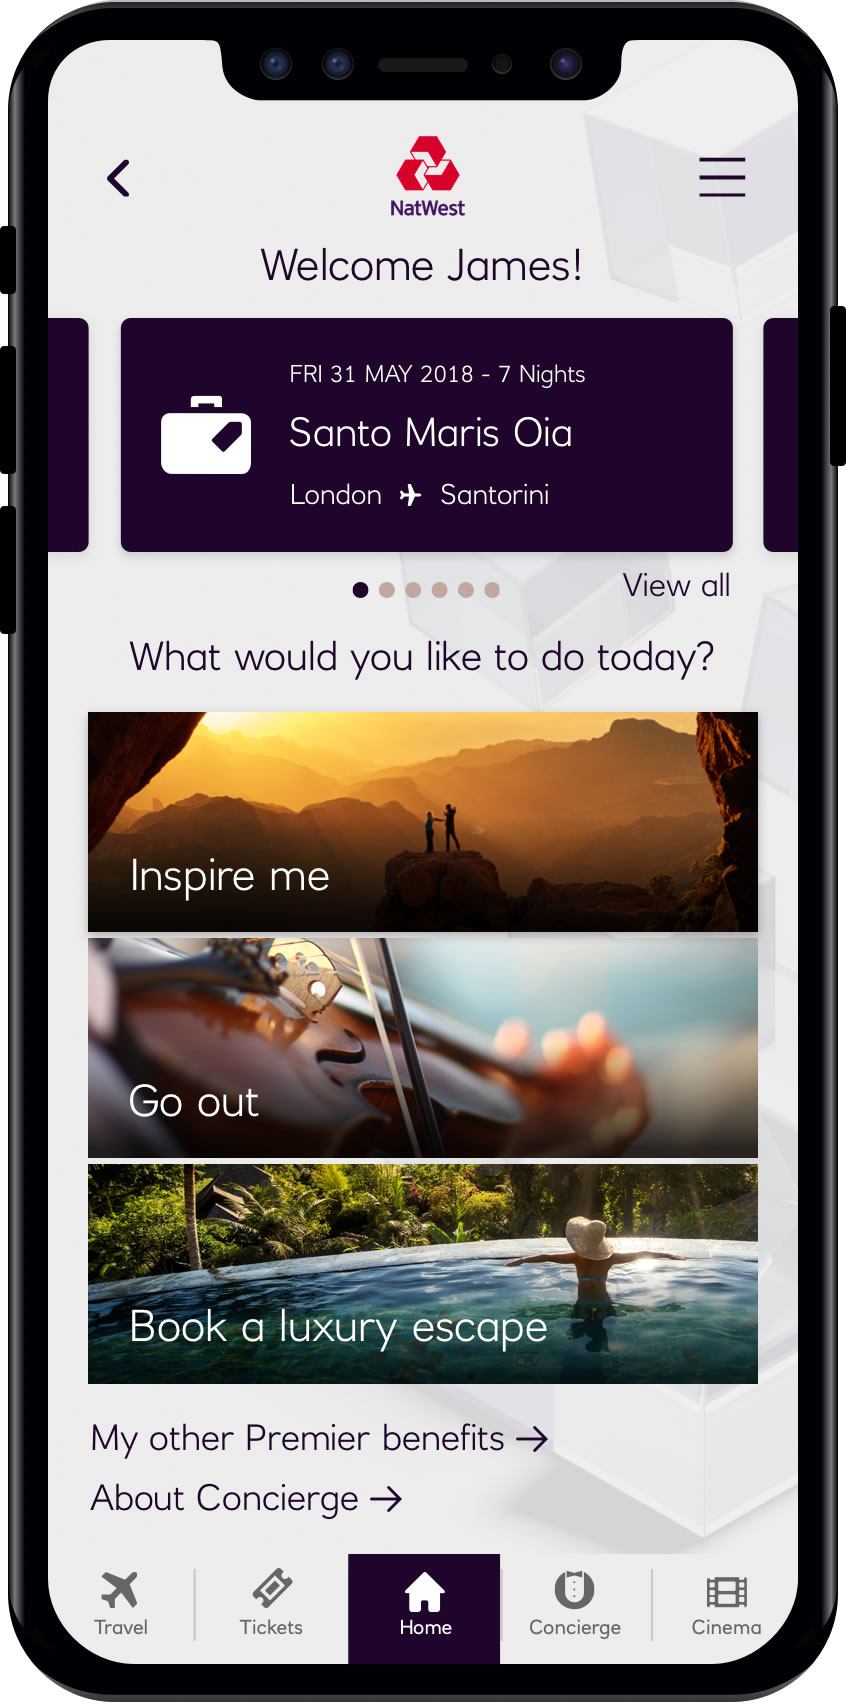 NatWest
Welcome James!
FRI 31 MAY 2018 - 7 Nights
Santo Maris Oia
London Santorini
View all
What would you like to do today?
Inspire me
Go out
Book a luxury escape
My other Premier benefits →
About Concierge →
Travel
Tickets
Home
Concierge
Cinema